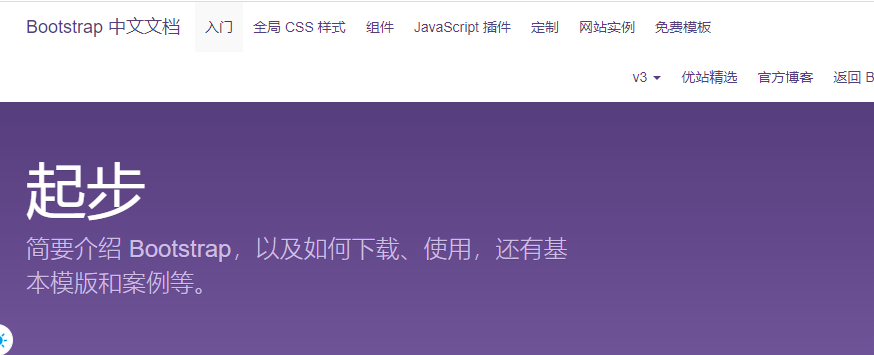 Bootstrap 中文文档 入门 全局 CSS 样式 组件 JavaScript 插件 定制 网站实例 免费模板
v3 优站精选 官方博客 返回 B
起步
简要介绍 Bootstrap，以及如何下载、使用，还有基
本模版和案例等。